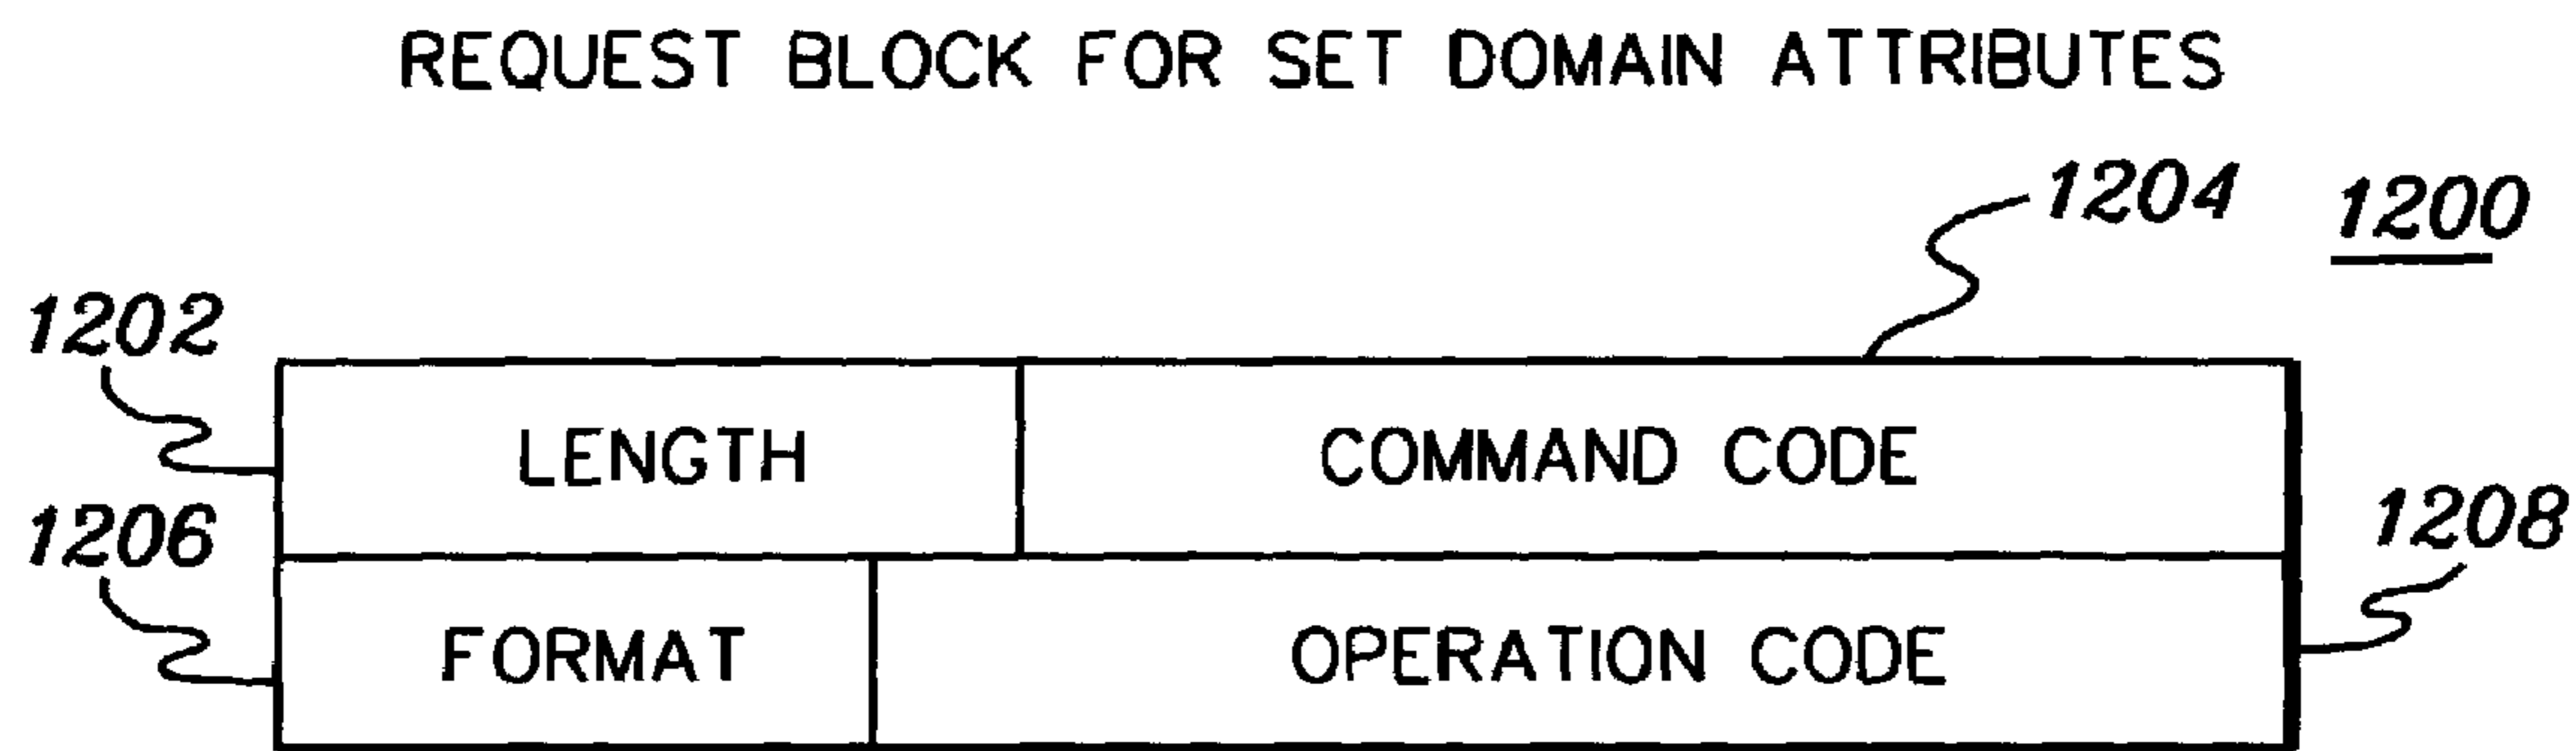 REQUEST BLOCK FOR SET DOMAIN ATTRIBUTES
1204
1200
1202
LENGTH COMMAND CODE
1206
1208
FORMAT OPERATION CODE